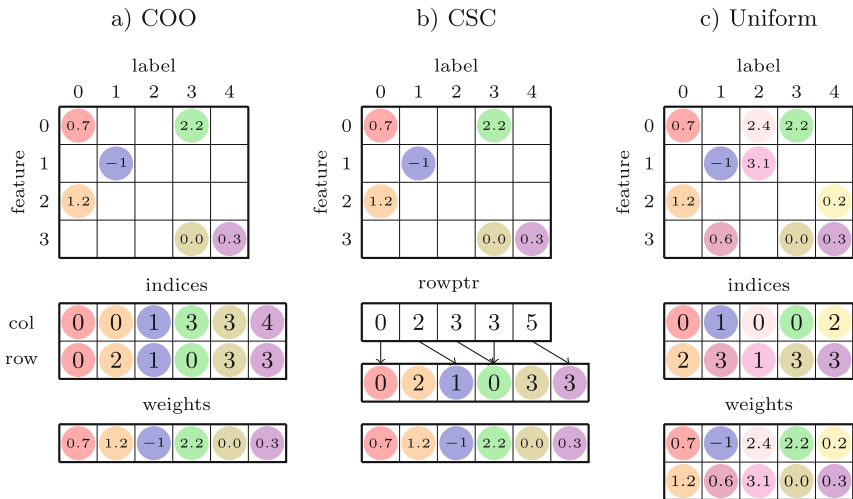 a) COO b) CSC c) Uniform
label label label
0 1 2 3 4 0 1 2 3 4 0 1 2 3 4
feature feature feature
0 0.7 2.2 0 0.7 2.2 0 0.7 2.4 2.2
1 −1 1 −1 1 −1 3.1
2 1.2 2 1.2 2 1.2 0.2
3 0.0 0.3 3 0.0 0.3 3 0.6 0.0 0.3
indices rowptr indices
col 0 0 1 3 3 4 0 2 3 3 5 0 1 0 0 2
row 0 2 1 0 3 3 0 2 1 0 3 3 2 3 1 3 3
weights weights
0.7 1.2 −1 2.2 0.0 0.3 0.7 1.2 −1 2.2 0.0 0.3 0.7 −1 2.4 2.2 0.2
1.2 0.6 3.1 0.0 0.3